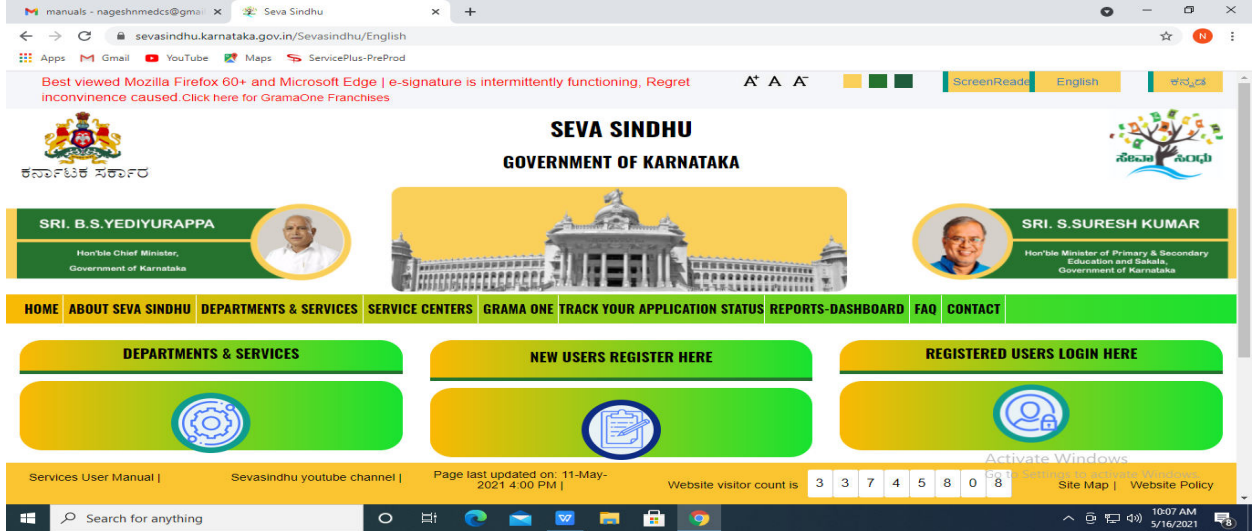 manuals - nageshnmedcs@gmai
Seva Sindhu
sevasindhu.karnataka.gov.in/Sevasindhu/English
N
Apps Gmail YouTube Maps ServicePlus-PreProd
Best viewed Mozilla Firefox 60+ and Microsoft Edge | e-signature is intermittently functioning, Regret
inconvinence caused.Click here for GramaOne Franchises
A+ A A-
ScreenReade English ಕನ್ನಡ
ಕರ್ನಾಟಕ ಸರ್ಕಾರ
SEVA SINDHU
GOVERNMENT OF KARNATAKA
ಸೇವಾ ಸಿಂಧು
SRI. B.S.YEDIYURAPPA
Hon'ble Chief Minister,
Government of Karnataka
SRI. S.SURESH KUMAR
Hon'ble Minister of Primary & Secondary
Education and Sakala,
Government of Karnataka
HOME ABOUT SEVA SINDHU DEPARTMENTS & SERVICES SERVICE CENTERS GRAMA ONE TRACK YOUR APPLICATION STATUS REPORTS-DASHBOARD FAQ CONTACT
DEPARTMENTS & SERVICES
NEW USERS REGISTER HERE
REGISTERED USERS LOGIN HERE
Activate Windows
Go to Settings to activate Windows.
Services User Manual | Sevasindhu youtube channel |
Page last updated on: 11-May-
2021 4:00 PM |
Website visitor count is 3 3 7 4 5 8 0 8
Site Map | Website Policy
Search for anything
10:07 AM
5/16/2021
8